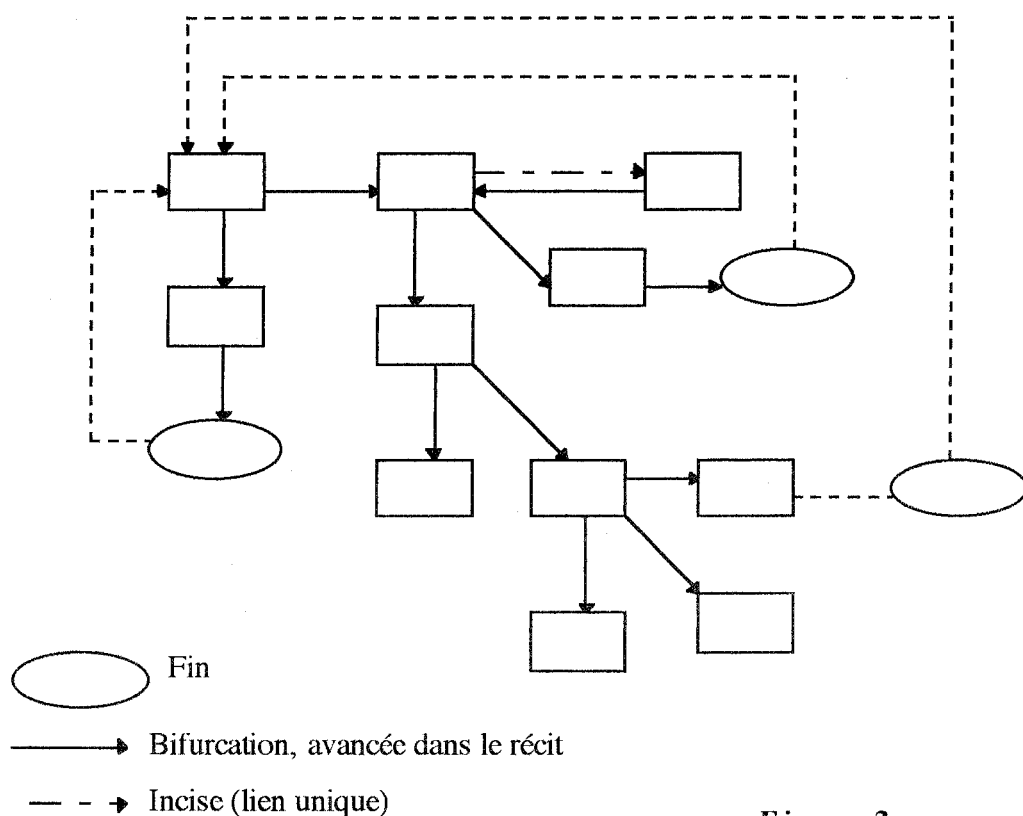 Fin
Bifurcation, avancée dans le récit
Incise (lien unique)